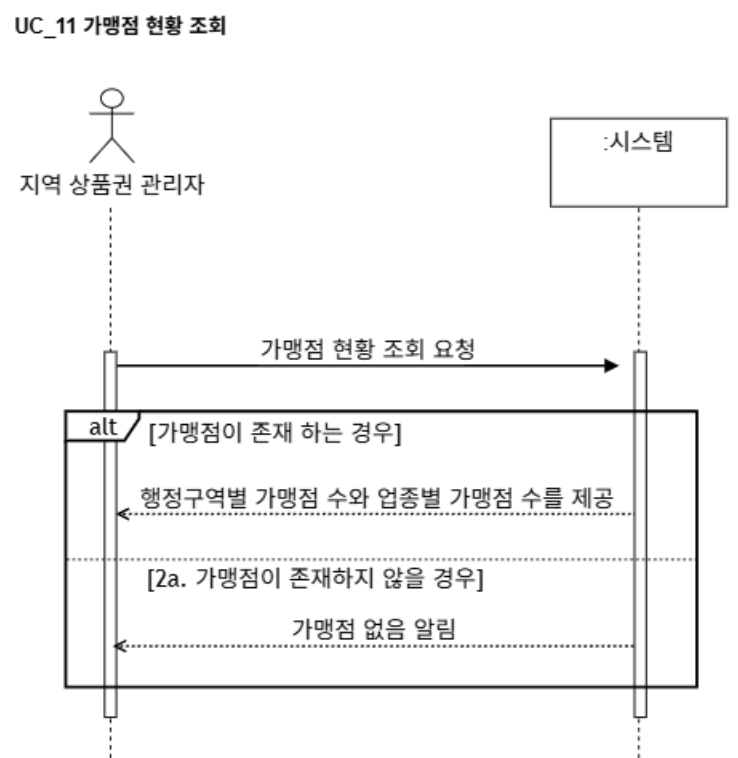 UC_11 가맹점 현황 조회
지역 상품권 관리자
:시스템
가맹점 현황 조회 요청
alt
[가맹점이 존재 하는 경우]
행정구역별 가맹점 수와 업종별 가맹점 수를 제공
[2a. 가맹점이 존재하지 않을 경우]
가맹점 없음 알림